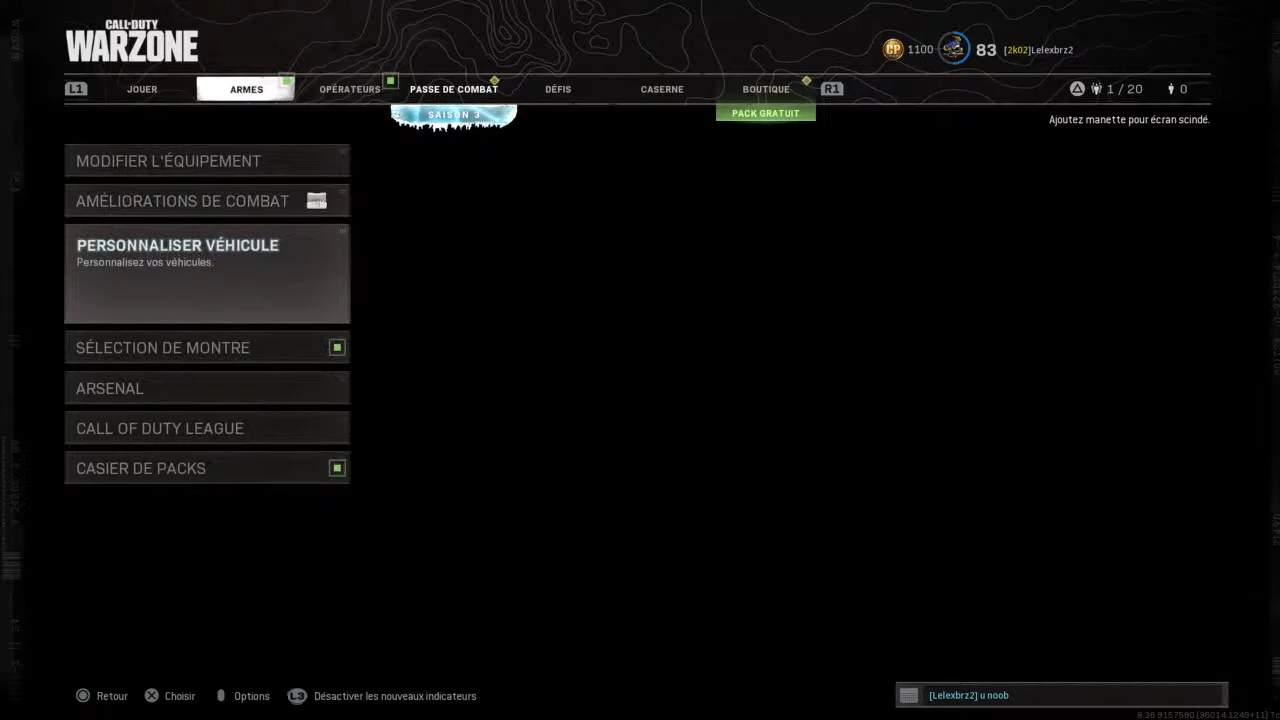 CALL OF DUTY
WARZONE
CP 1100 83 [2k02]Lelexbrz2
L1 JOUER ARMES OPÉRATEURS PASSE DE COMBAT DÉFIS CASERNE BOUTIQUE R1 1 / 20 0
SAISON 3 PACK GRATUIT
Ajoutez manette pour écran scindé.
MODIFIER L'ÉQUIPEMENT
AMÉLIORATIONS DE COMBAT
PERSONNALISER VÉHICULE
Personnalisez vos véhicules.
SÉLECTION DE MONTRE
ARSENAL
CALL OF DUTY LEAGUE
CASIER DE PACKS
Retour Choisir Options L3 Désactiver les nouveaux indicateurs
[Lelexbrz2] u noob